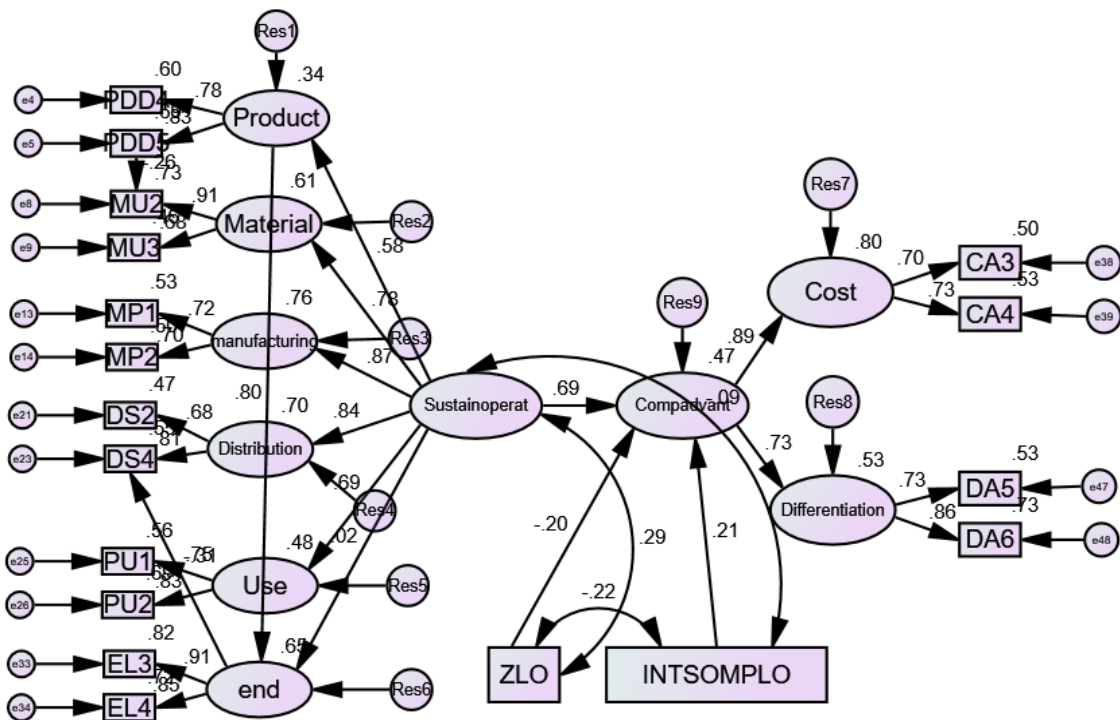 Res1
.60
.34
e4
PDD4
.78
Product
e5
PDD5
.83
-.26
.73
.61
Res7
e8
MU2
.91
Material
Res2
e9
MU3
.68
.58
.80
.50
.70
CA3
e38
Cost
.53
.53
.76
.78
Res9
.73
CA4
e39
e13
MP1
.72
manufacturing
Res3
.89
e14
MP2
.70
.87
.47
.47
.80
.70
Sustainoperat
.69
Compadvant
-.09
Res8
e21
DS2
.68
.84
.73
Distribution
.53
.53
e23
DS4
.81
.69
.73
DA5
e47
Res4
Differentiation
.86
.73
.56
.48
.02
-.20
.21
.29
DA6
e48
e25
PU1
.75
-.31
Use
Res5
e26
PU2
.83
-.22
.82
.65
e33
EL3
.91
ZLO
INTSOMPLO
end
Res6
e34
EL4
.85